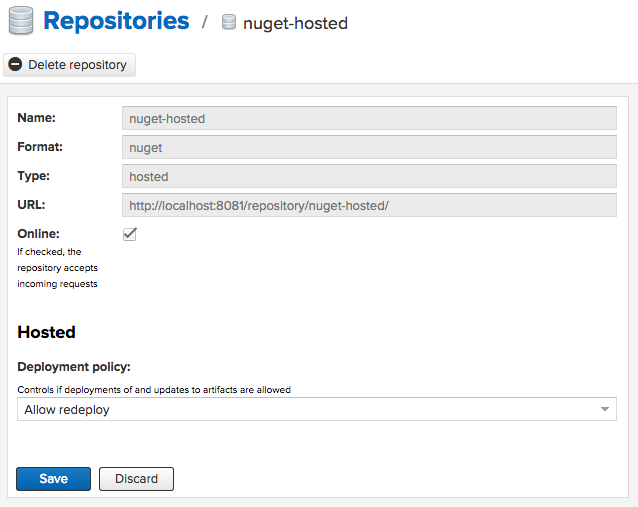 Repositories / nuget-hosted
Delete repository
Name: nuget-hosted
Format: nuget
Type: hosted
URL: http://localhost:8081/repository/nuget-hosted/
Online:
If checked, the
repository accepts
incoming requests
Hosted
Deployment policy:
Controls if deployments of and updates to artifacts are allowed
Allow redeploy
Save Discard